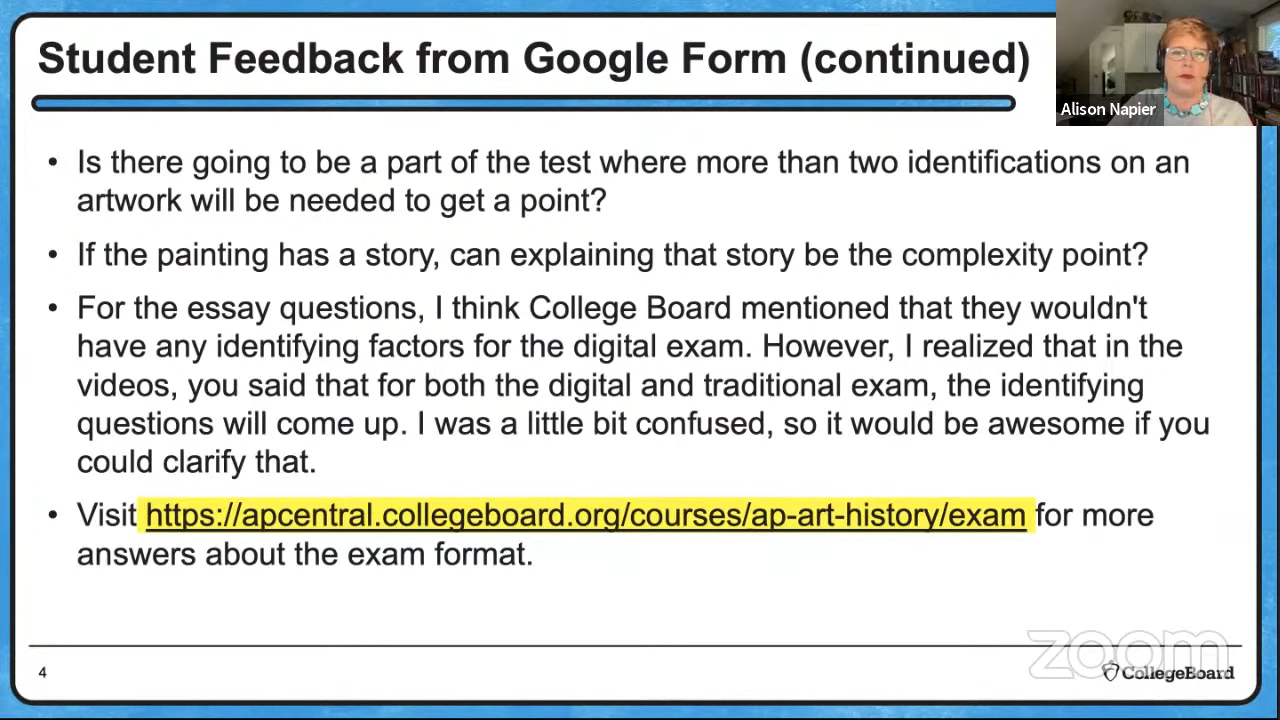 Student Feedback from Google Form (continued)
Alison Napier
• Is there going to be a part of the test where more than two identifications on an
artwork will be needed to get a point?
• If the painting has a story, can explaining that story be the complexity point?
• For the essay questions, I think College Board mentioned that they wouldn't
have any identifying factors for the digital exam. However, I realized that in the
videos, you said that for both the digital and traditional exam, the identifying
questions will come up. I was a little bit confused, so it would be awesome if you
could clarify that.
• Visit https://apcentral.collegeboard.org/courses/ap-art-history/exam for more
answers about the exam format.
zoom
4
CollegeBoard